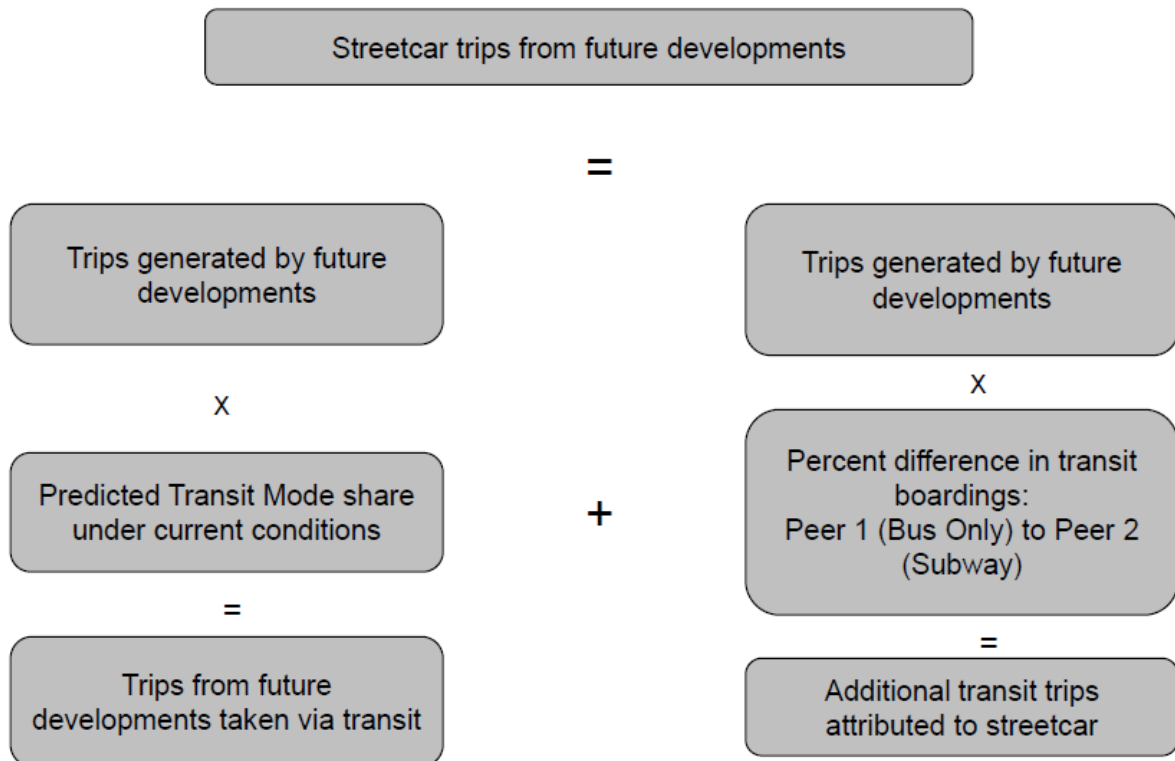 Streetcar trips from future developments
=
Trips generated by future
developments
X
Predicted Transit Mode share
under current conditions
=
Trips from future
developments taken via transit
+
Trips generated by future
developments
X
Percent difference in transit
boardings:
Peer 1 (Bus Only) to Peer 2
(Subway)
=
Additional transit trips
attributed to streetcar